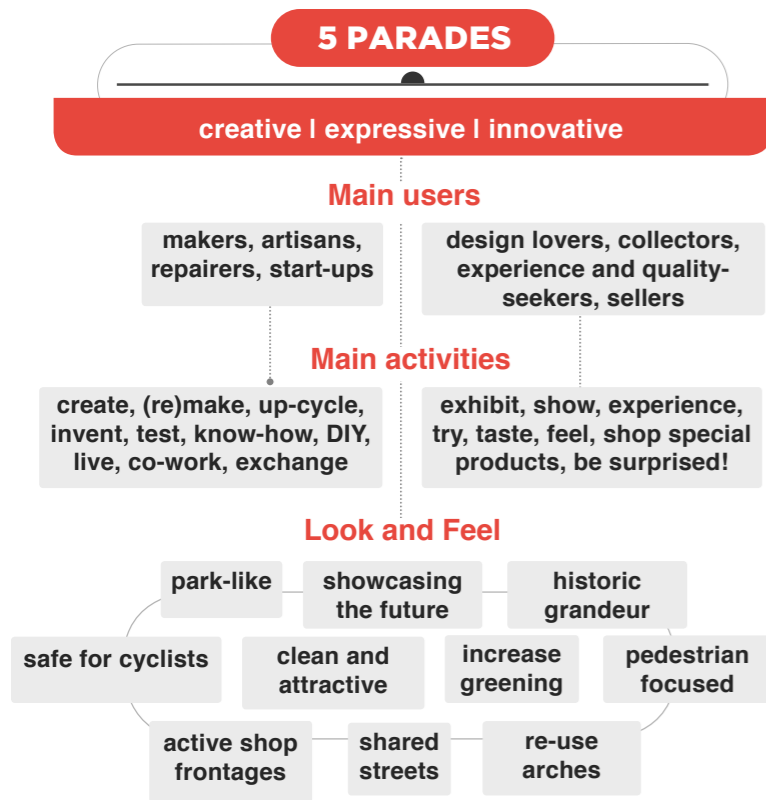 5 PARADES
creative | expressive | innovative
Main users
makers, artisans,
repairers, start-ups
design lovers, collectors,
experience and quality-
seekers, sellers
Main activities
create, (re)make, up-cycle,
invent, test, know-how, DIY,
live, co-work, exchange
exhibit, show, experience,
try, taste, feel, shop special
products, be surprised!
Look and Feel
park-like
showcasing
the future
historic
grandeur
safe for cyclists
clean and
attractive
increase
greening
pedestrian
focused
active shop
frontages
shared
streets
re-use
arches